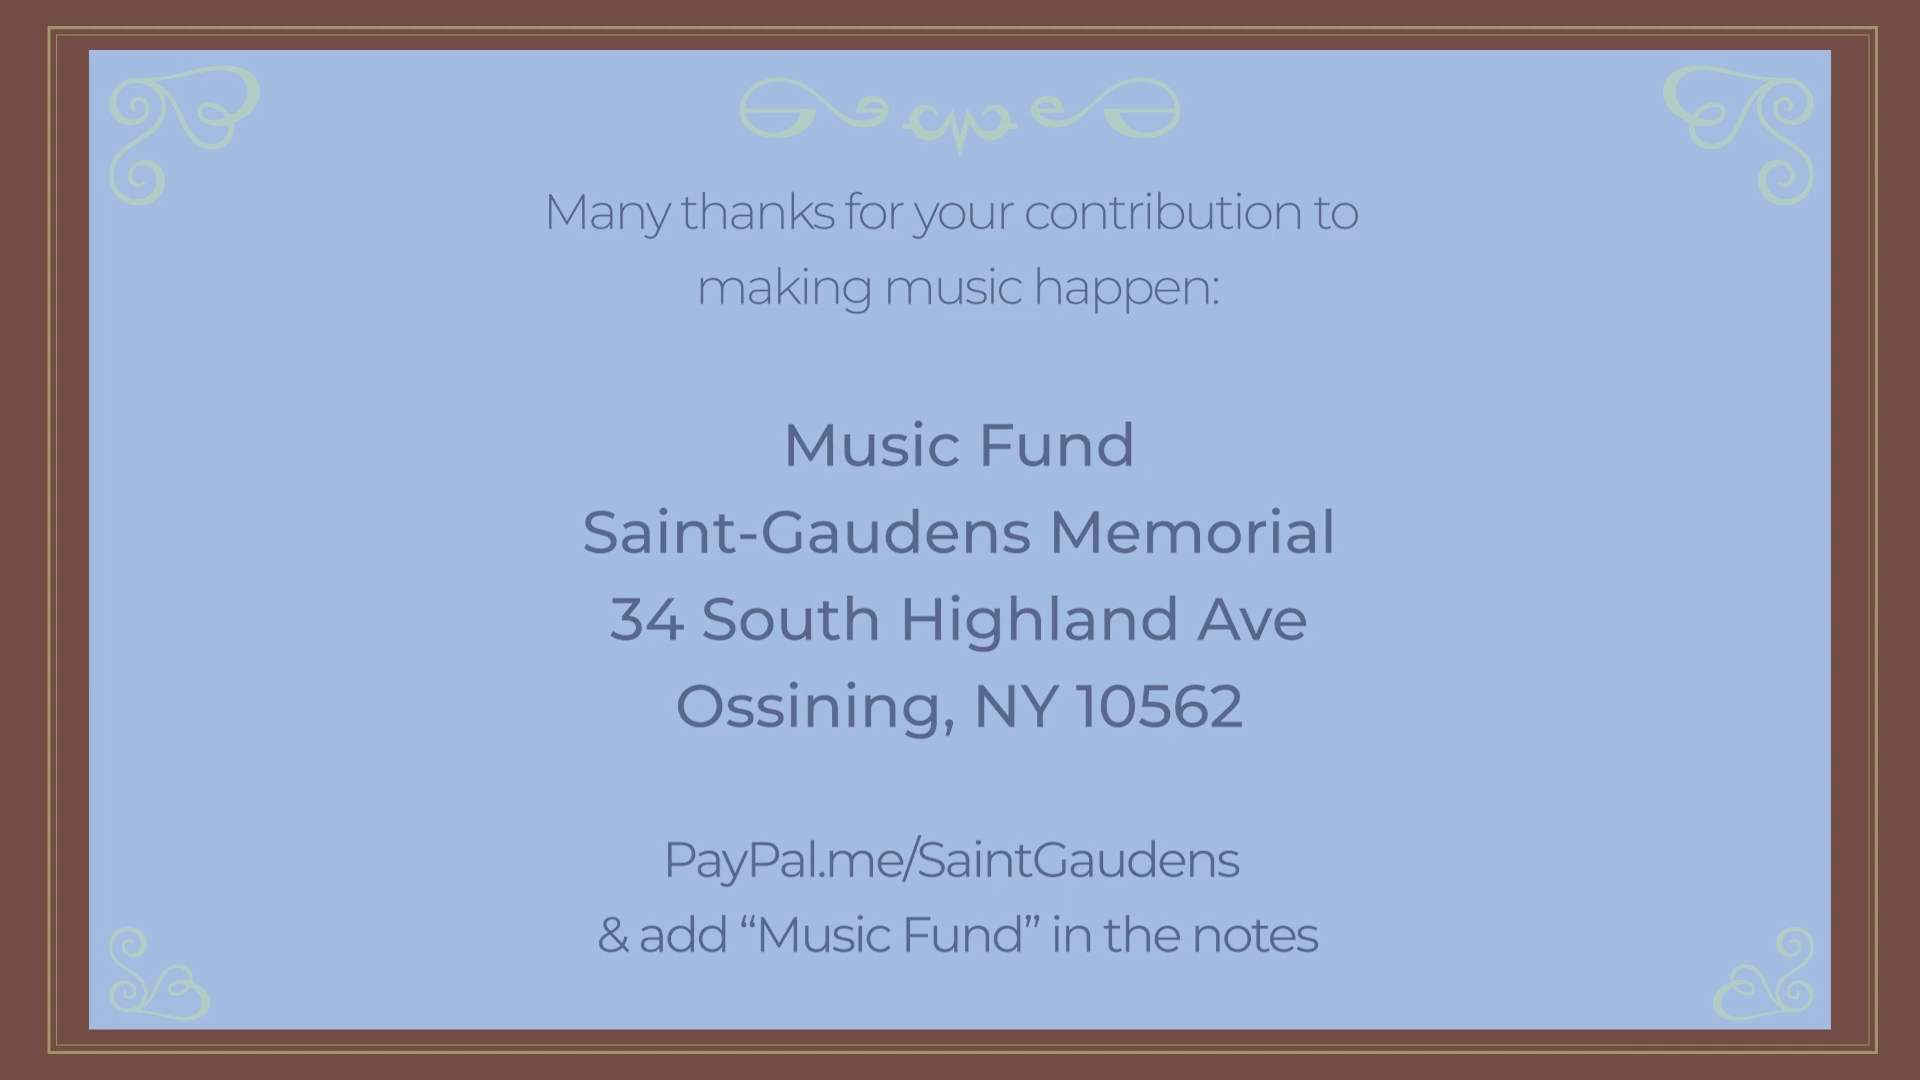 Many thanks for your contribution to
making music happen:
Music Fund
Saint-Gaudens Memorial
34 South Highland Ave
Ossining, NY 10562
PayPal.me/SaintGaudens
& add “Music Fund” in the notes